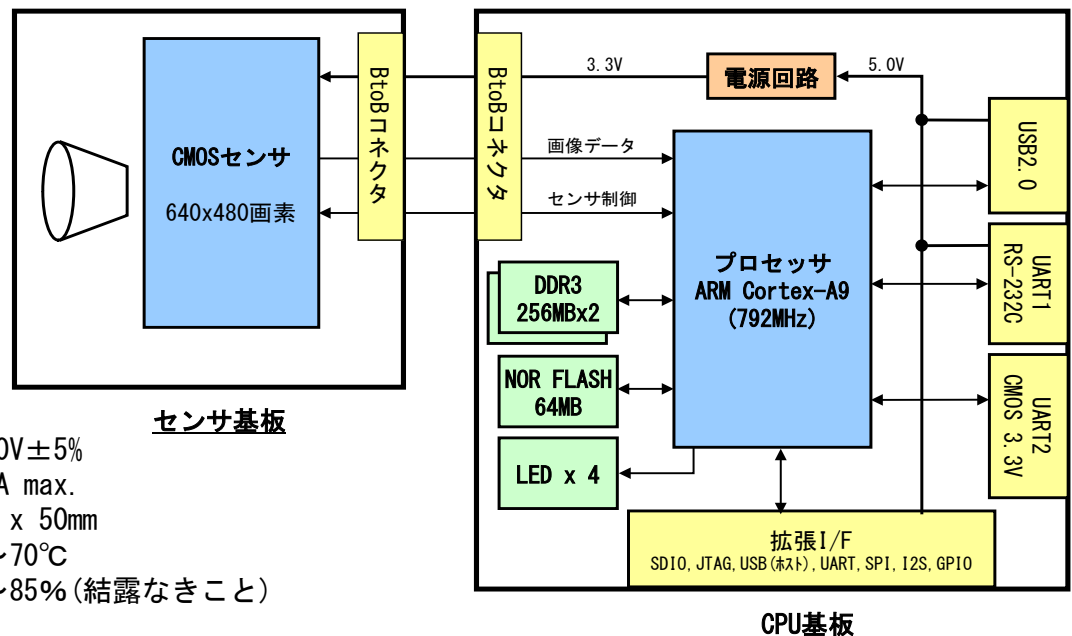 CMOSセンサ
640x480画素
BtoBコネクタ
センサ基板
BtoBコネクタ
3.3V
電源回路
5.0V
画像データ
センサ制御
プロセッサ
ARM Cortex-A9
(792MHz)
DDR3
256MBx2
NOR FLASH
64MB
LED x 4
USB2.0
UART1
RS-232C
UART2
CMOS 3.3V
拡張I/F
SDIO,JTAG,USB(ホスト),UART,SPI,I2S,GPIO
CPU基板
0V±5%
A max.
x 50mm
~70℃
~85%(結露なきこと)